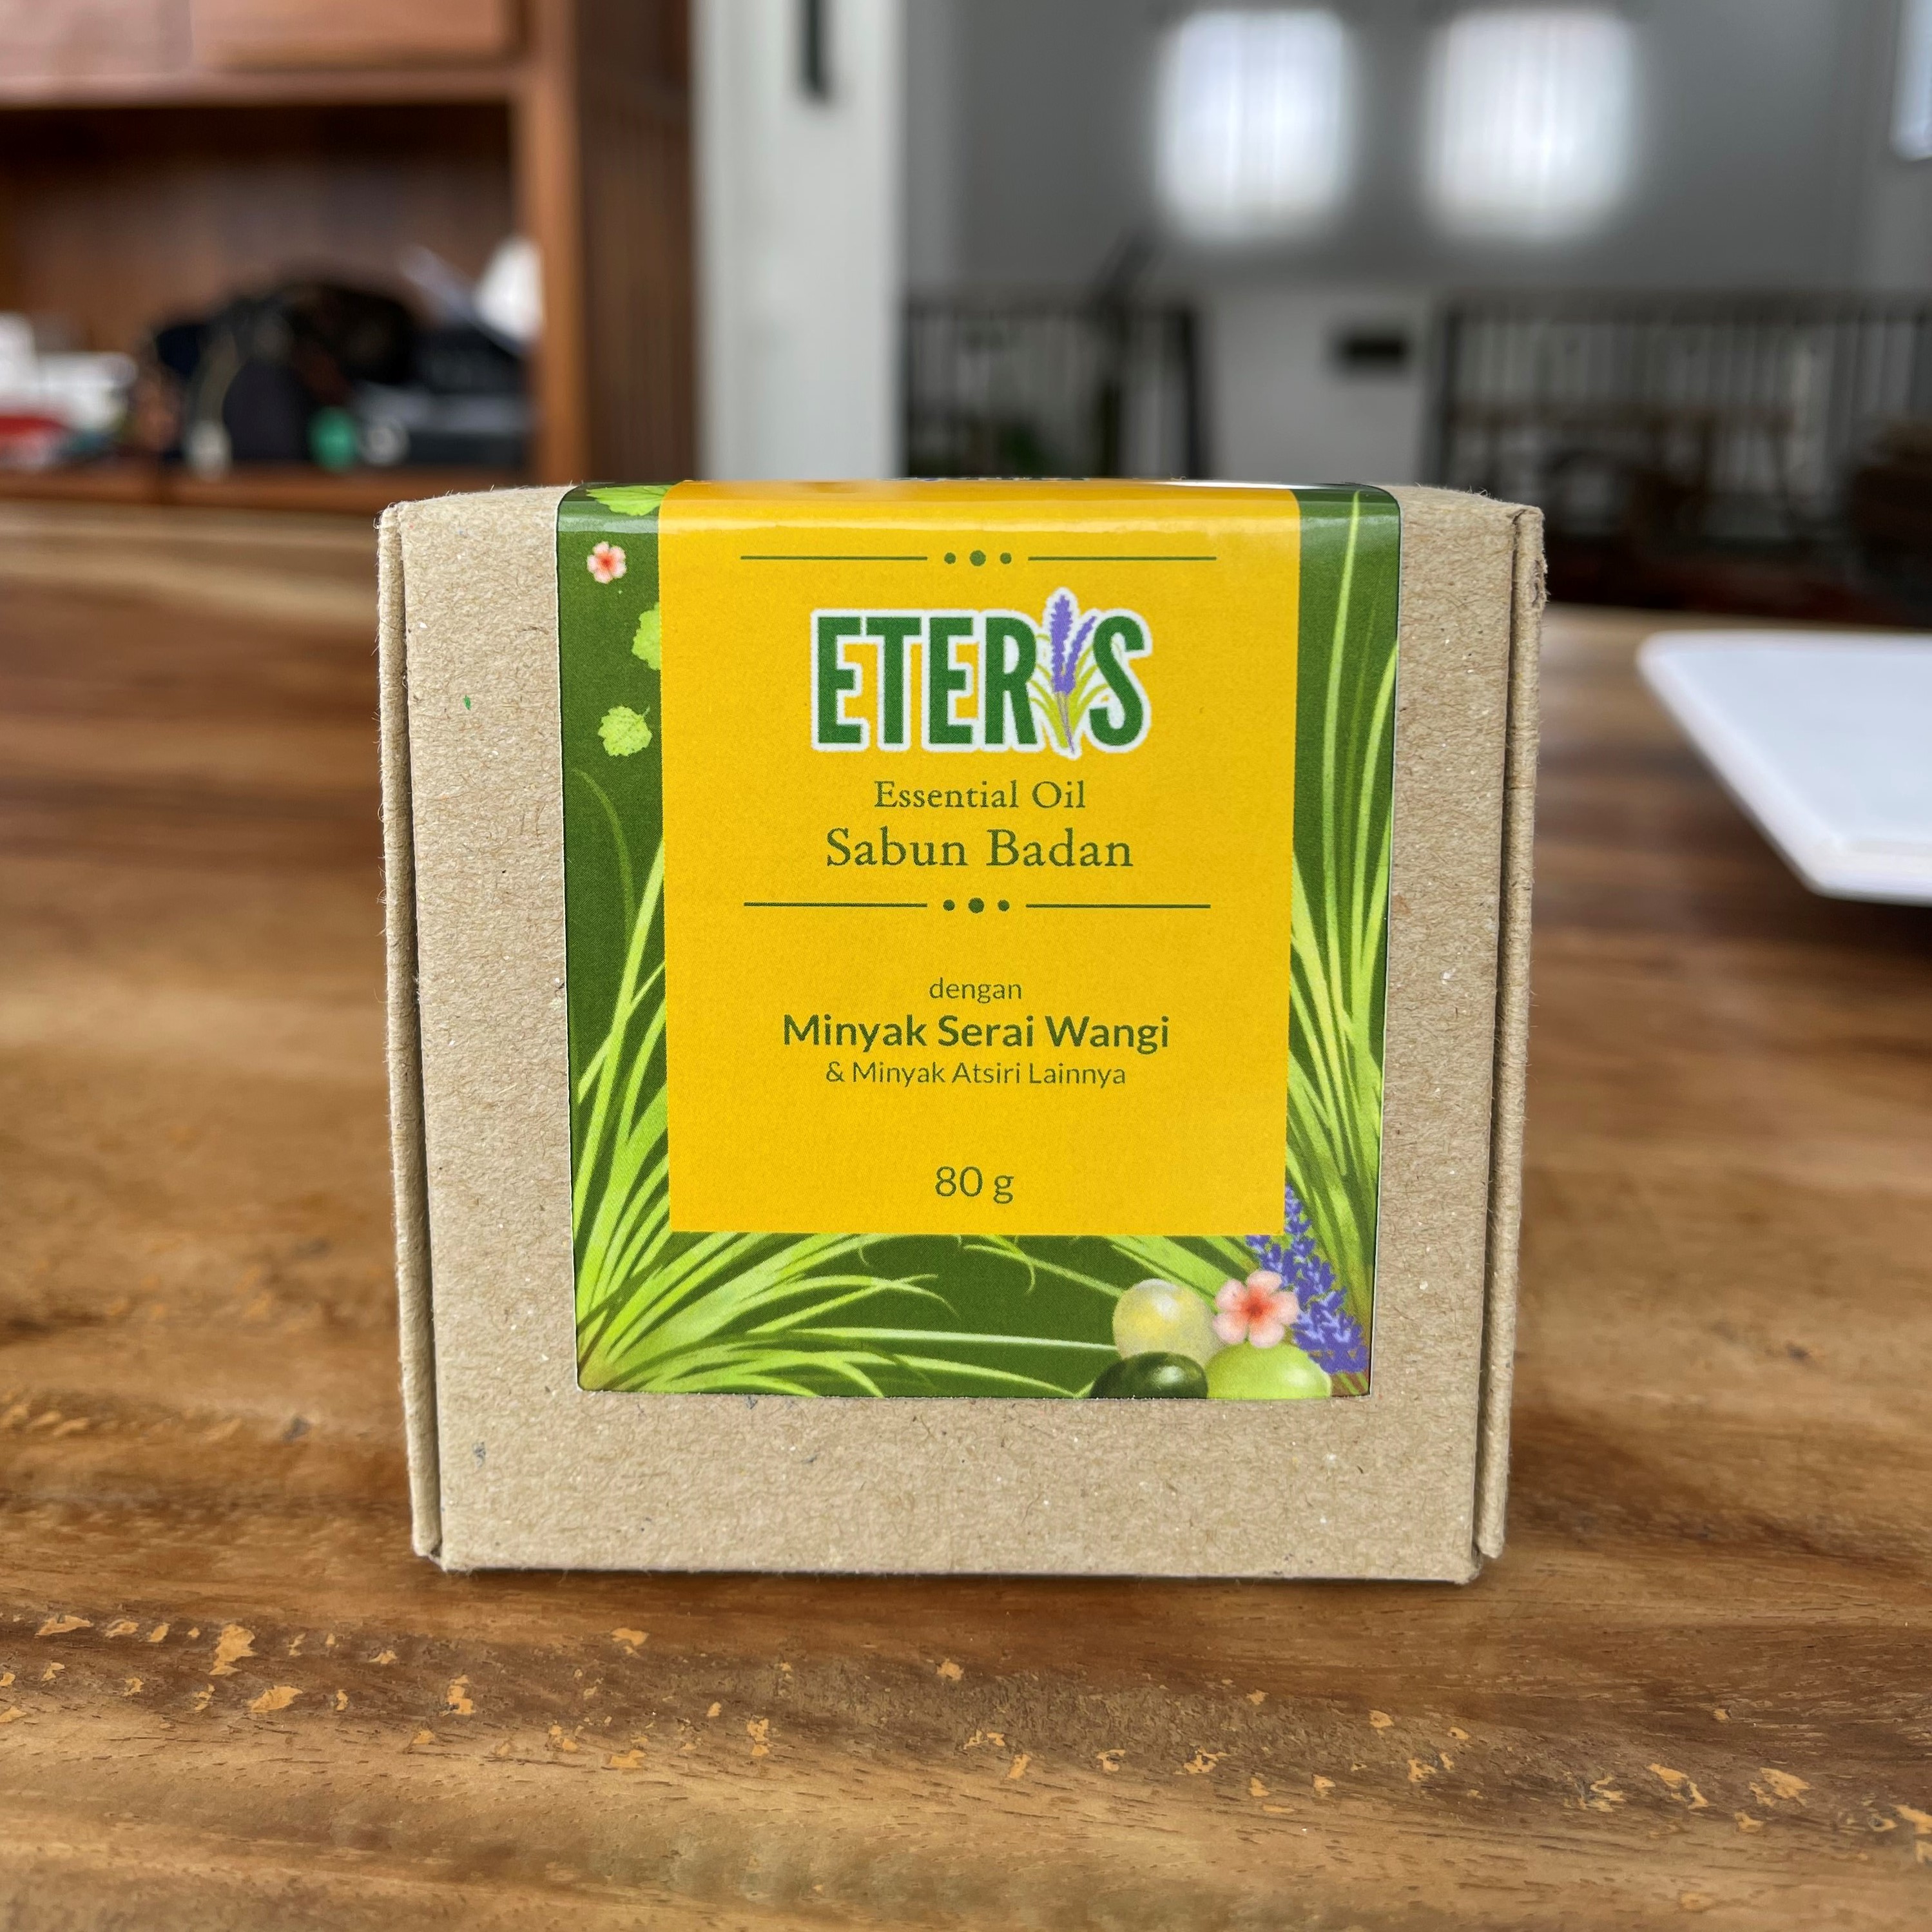 ETERIS
Essential Oil
Sabun Badan
dengan
Minyak Serai Wangi
& Minyak Atsiri Lainnya
80 g